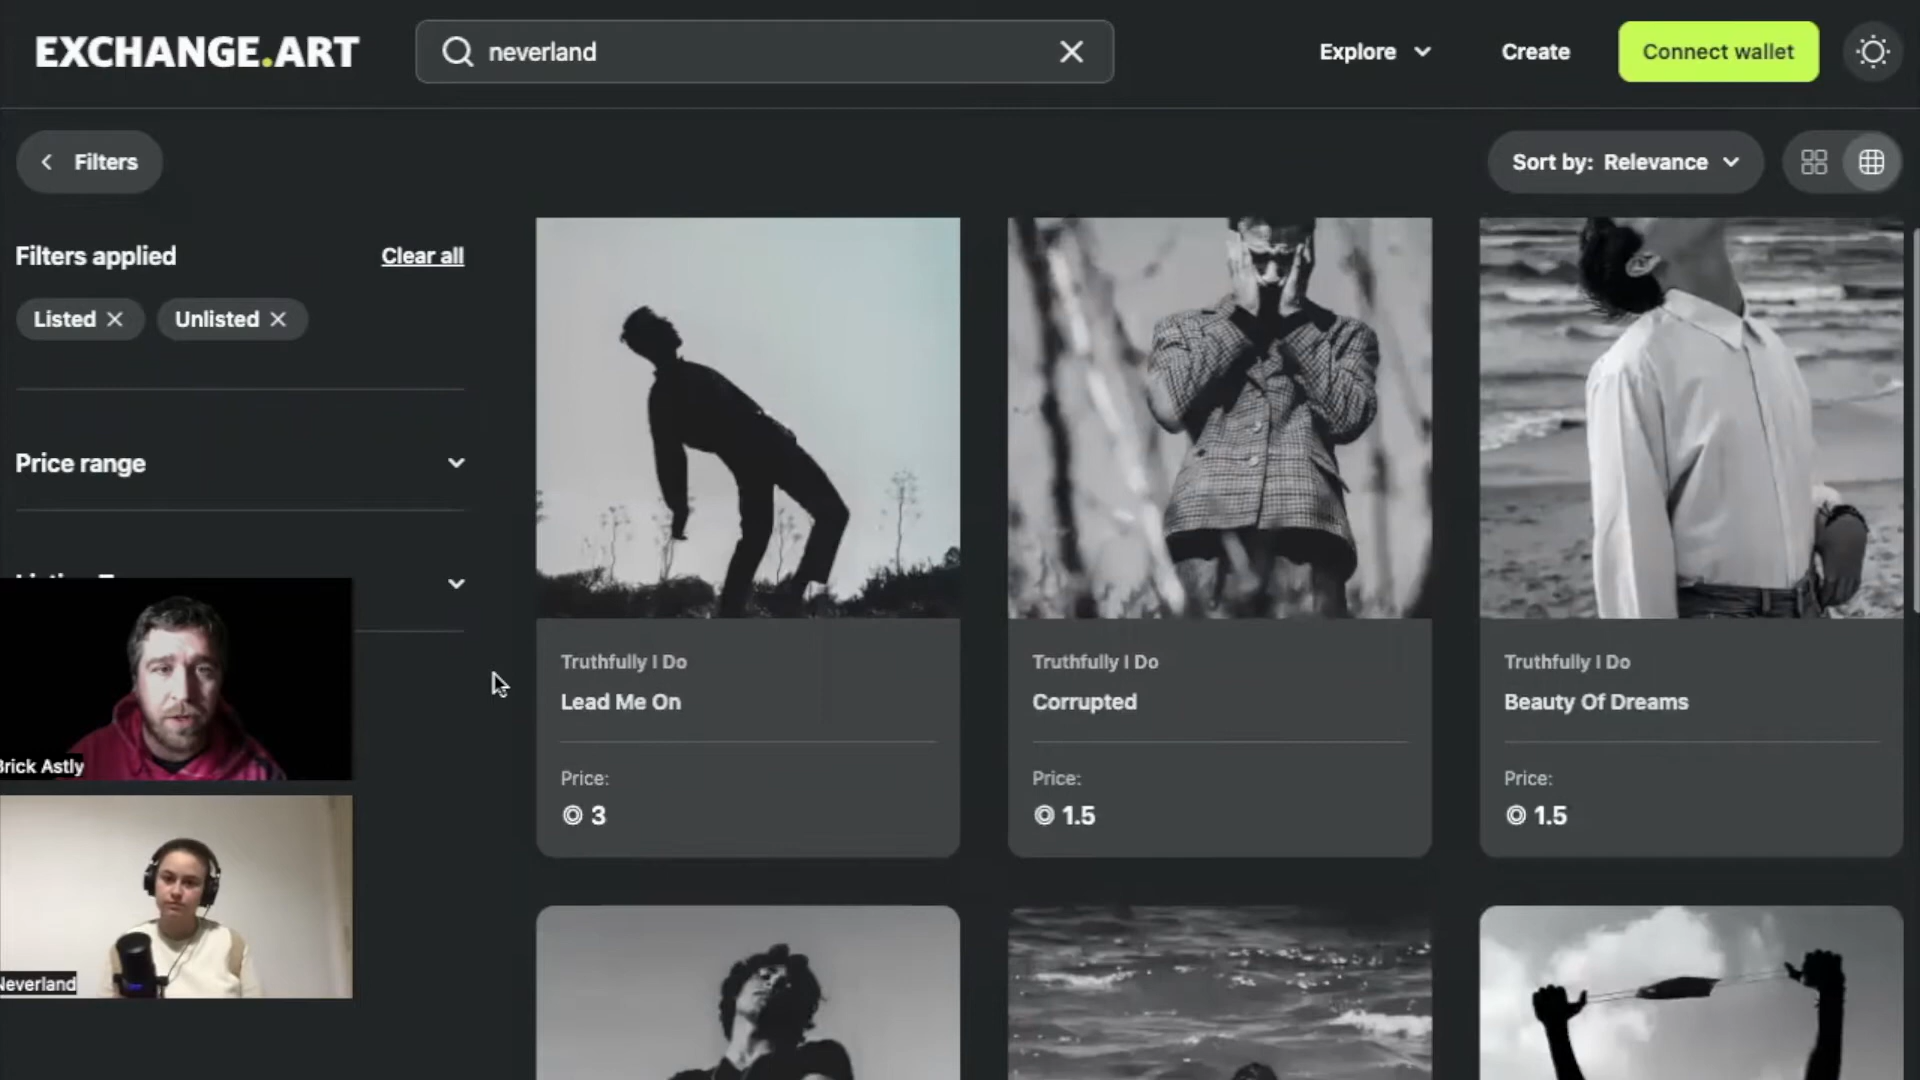 EXCHANGE.ART
neverland
Explore
Create
Connect wallet
Filters
Sort by: Relevance
Filters applied
Clear all
Listed
Unlisted
Price range
Truthfully I Do
Lead Me On
Price:
3
Truthfully I Do
Corrupted
Price:
1.5
Truthfully I Do
Beauty Of Dreams
Price:
1.5
Brick Astly
Neverland